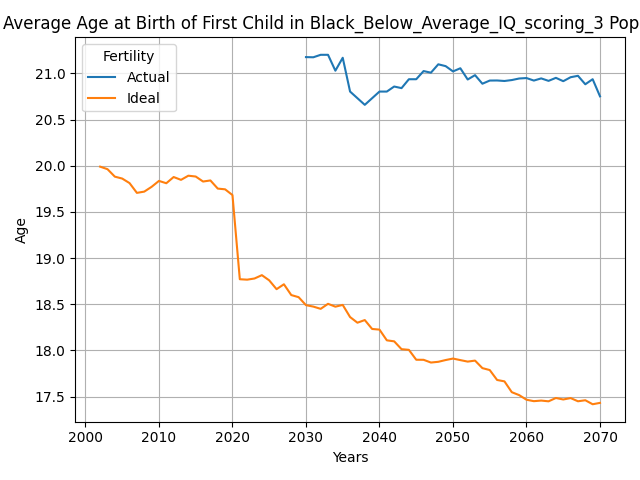 Average Age at Birth of First Child in Black_Below_Average_IQ_scoring_3 Pop
Fertility
Actual
Ideal
21.0
20.5
20.0
19.5
19.0
18.5
18.0
17.5
Age
2000 2010 2020 2030 2040 2050 2060 2070
Years